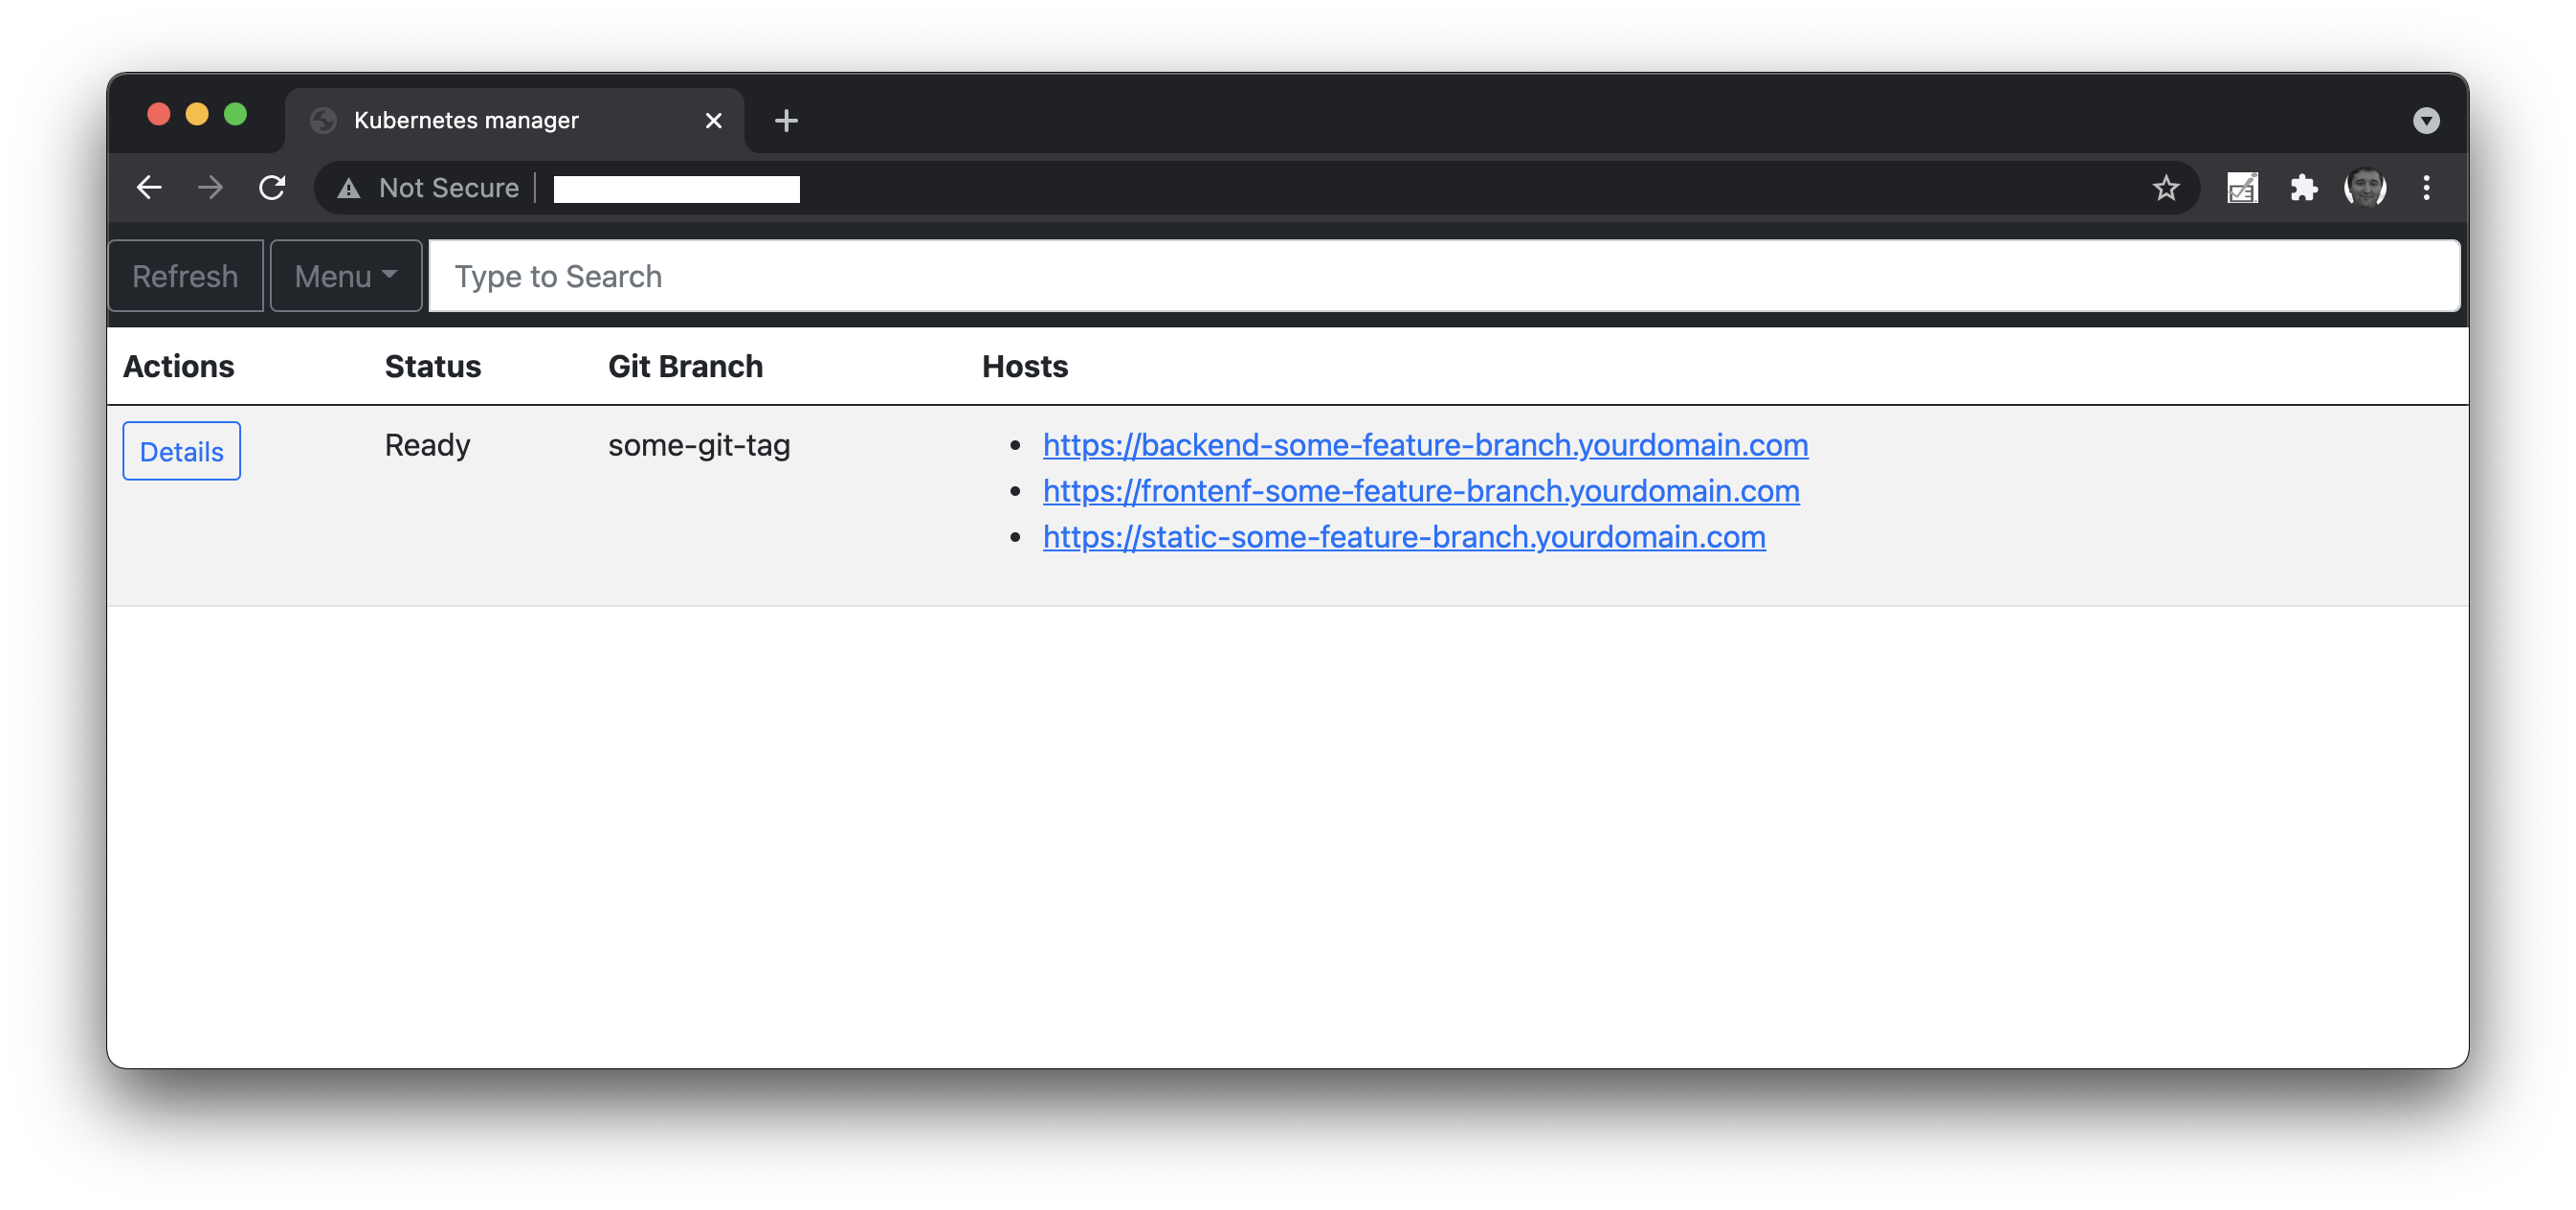 Kubernetes manager
Not Secure
Refresh Menu Type to Search
Actions Status Git Branch Hosts
Details Ready some-git-tag https://backend-some-feature-branch.yourdomain.com
https://frontenf-some-feature-branch.yourdomain.com
https://static-some-feature-branch.yourdomain.com